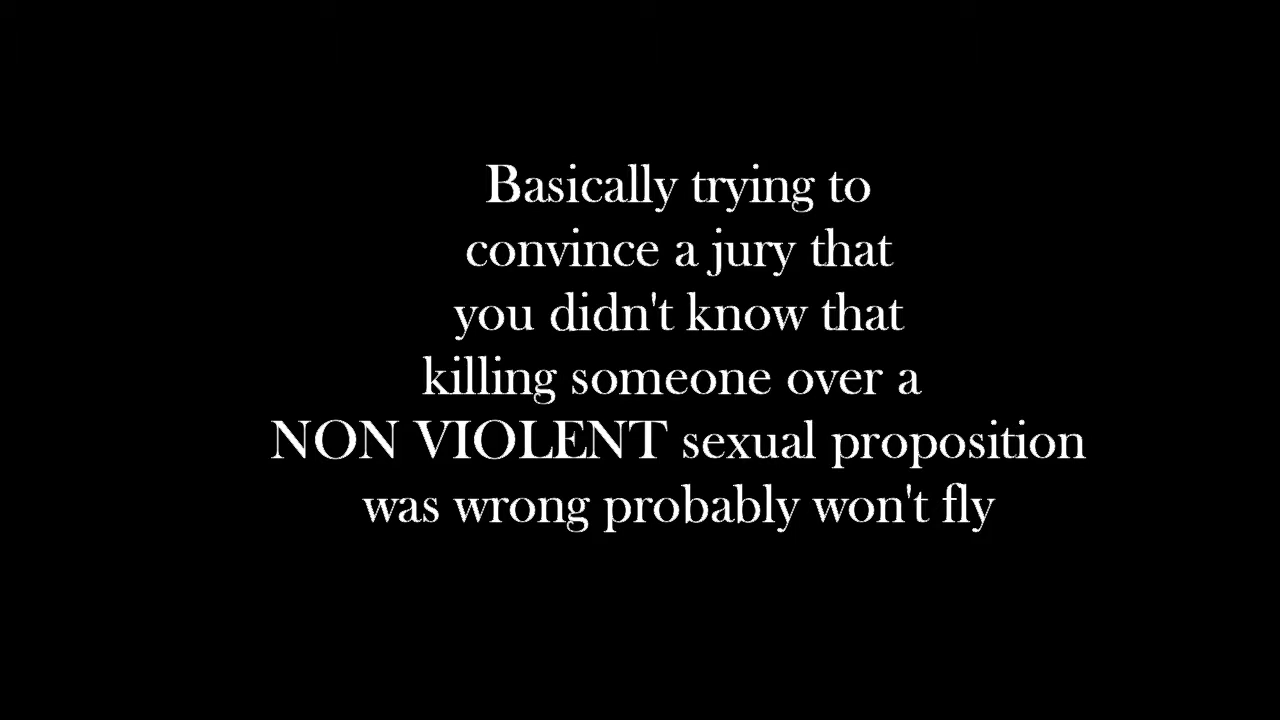 Basically trying to
convince a jury that
you didn't know that
killing someone over a
NON VIOLENT sexual proposition
was wrong probably won't fly